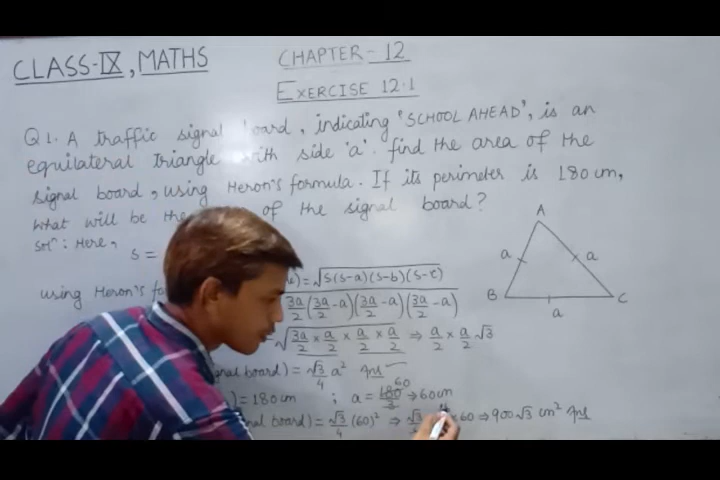 CLASS-IX, MATHS
CHAPTER-12
EXERCISE 12.1
Q1. A traffic signal board, indicating 'SCHOOL AHEAD', is an
equilateral triangle with side 'a'. find the area of the
signal board, using Heron's formula. If its perimeter is 180 cm,
what will be the of the signal board?
Solⁿ: Here,
S =
using Heron's = √S(s-a)(s-b)(s-c)
3a/2 (3a/2 -a)(3a/2 -a)(3a/2 -a)
√3a/2 × a/2 × a/2 × a/2 ⇒ a/2 × a/2 √3
board) = √3/4 a² Ans
= 180 cm ; a = 180/3 60 ⇒ 60 cm
board) = √3/4 (60)² ⇒ × 60 ⇒ 900√3 cm² Ans
A
a a
B C
a